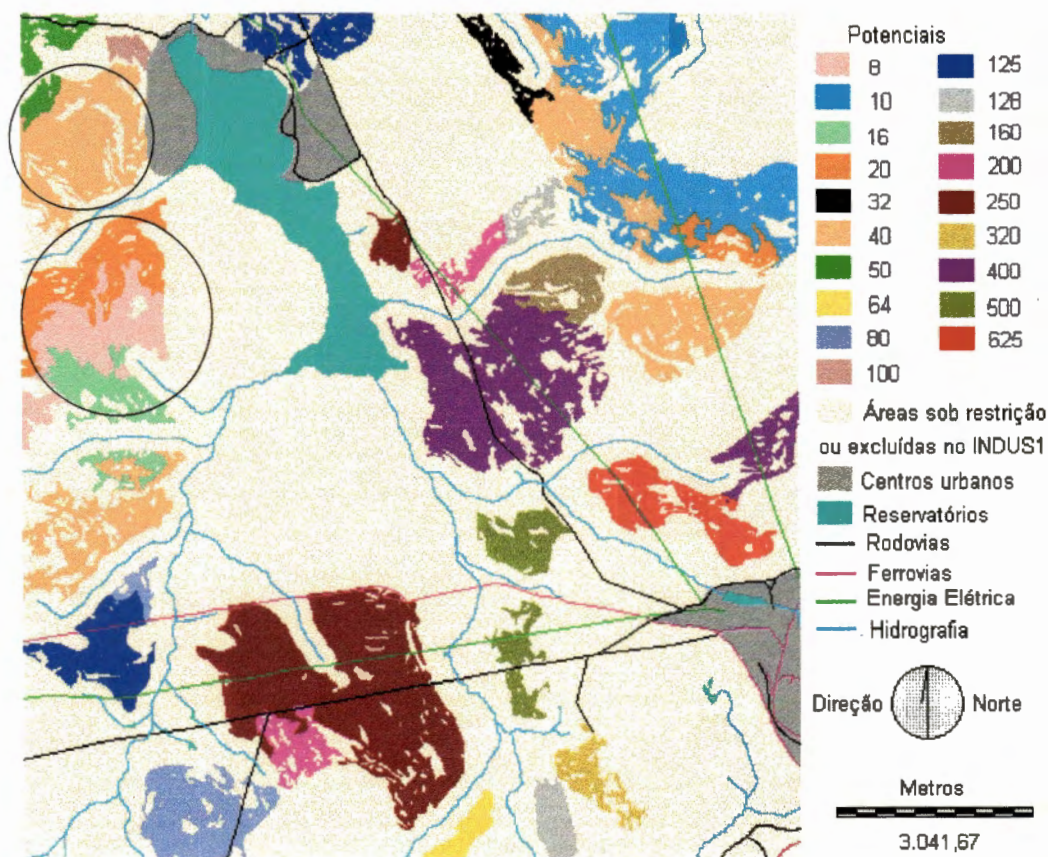 Potenciais
8 125
10 128
16 160
20 200
32 250
40 320
50 400
64 500
80 625
100
Áreas sob restrição
ou excluídas no INDUS1
Centros urbanos
Reservatórios
Rodovias
Ferrovias
Energia Elétrica
Hidrografia
Direção Norte
Metros
3.041,67